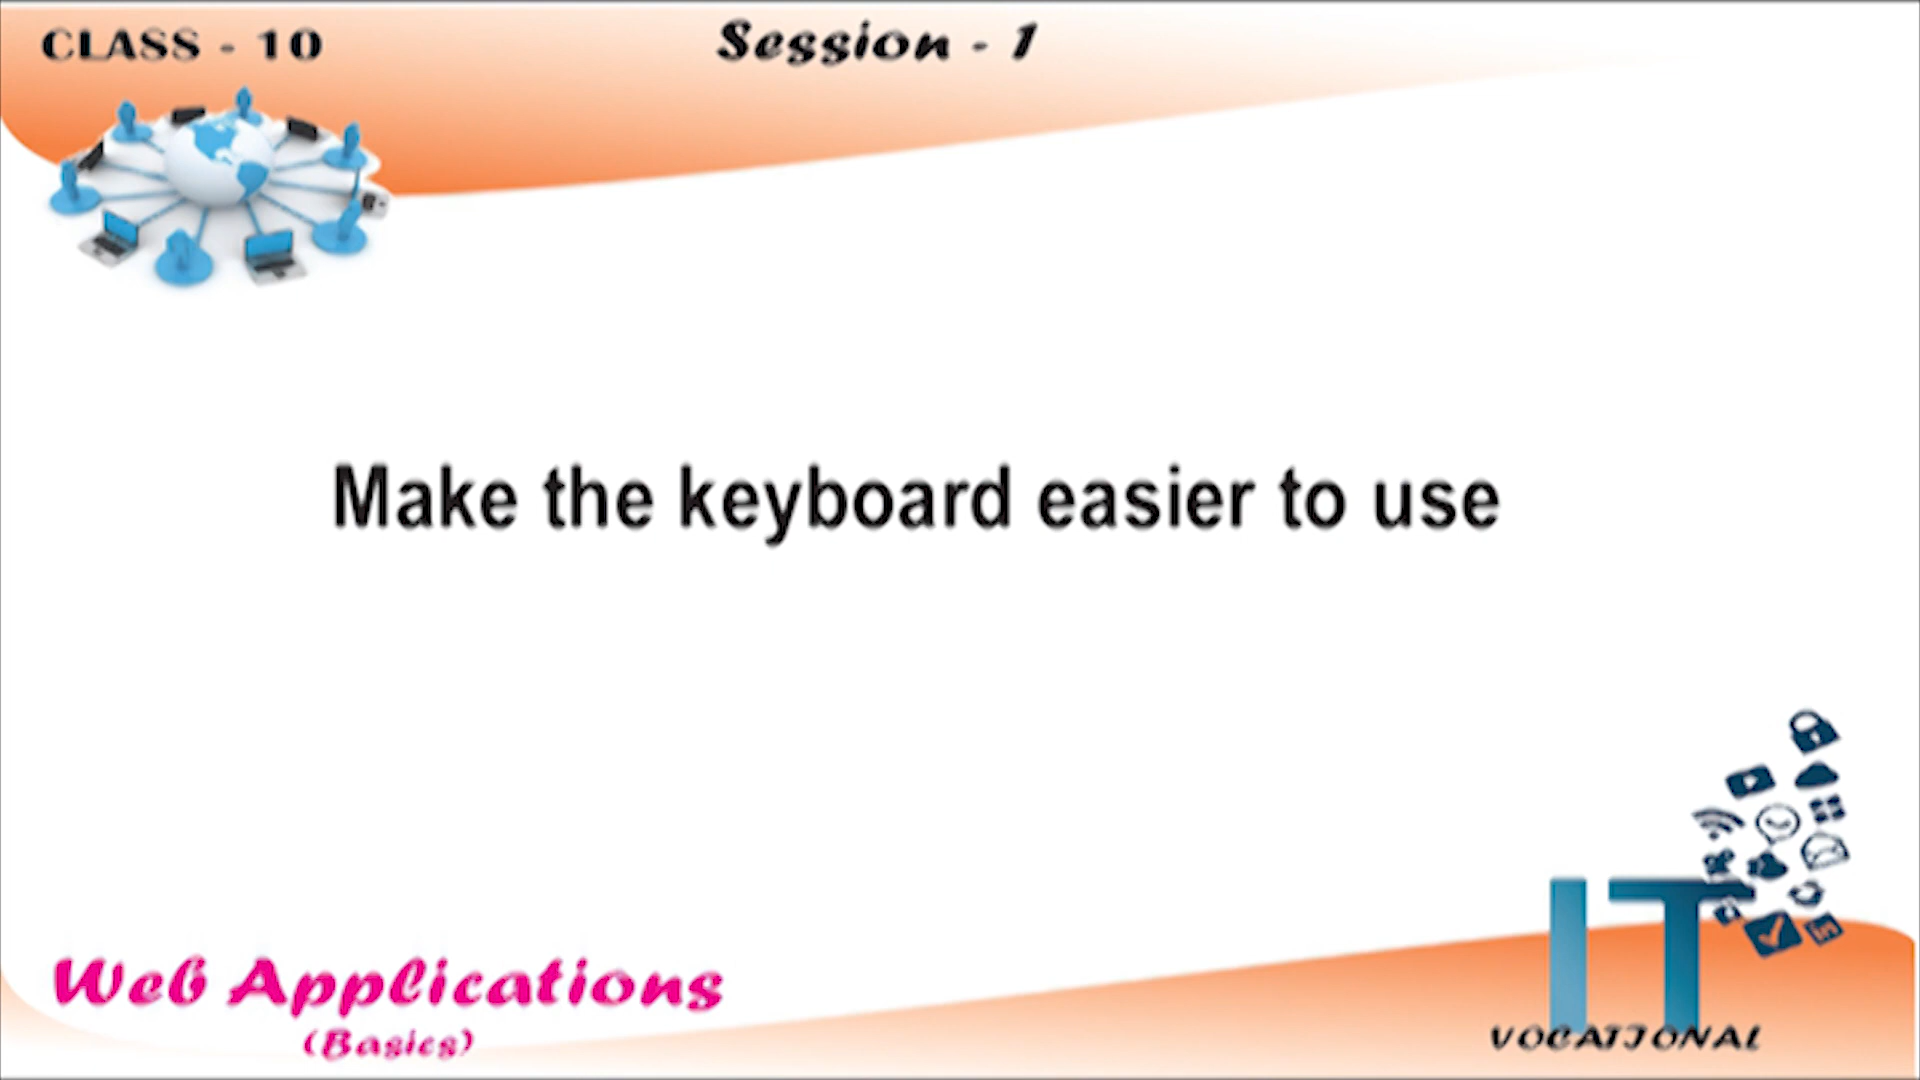 CLASS - 10
Session - 1
Make the keyboard easier to use
IT
VOCATIONAL
Web Applications
(Basics)